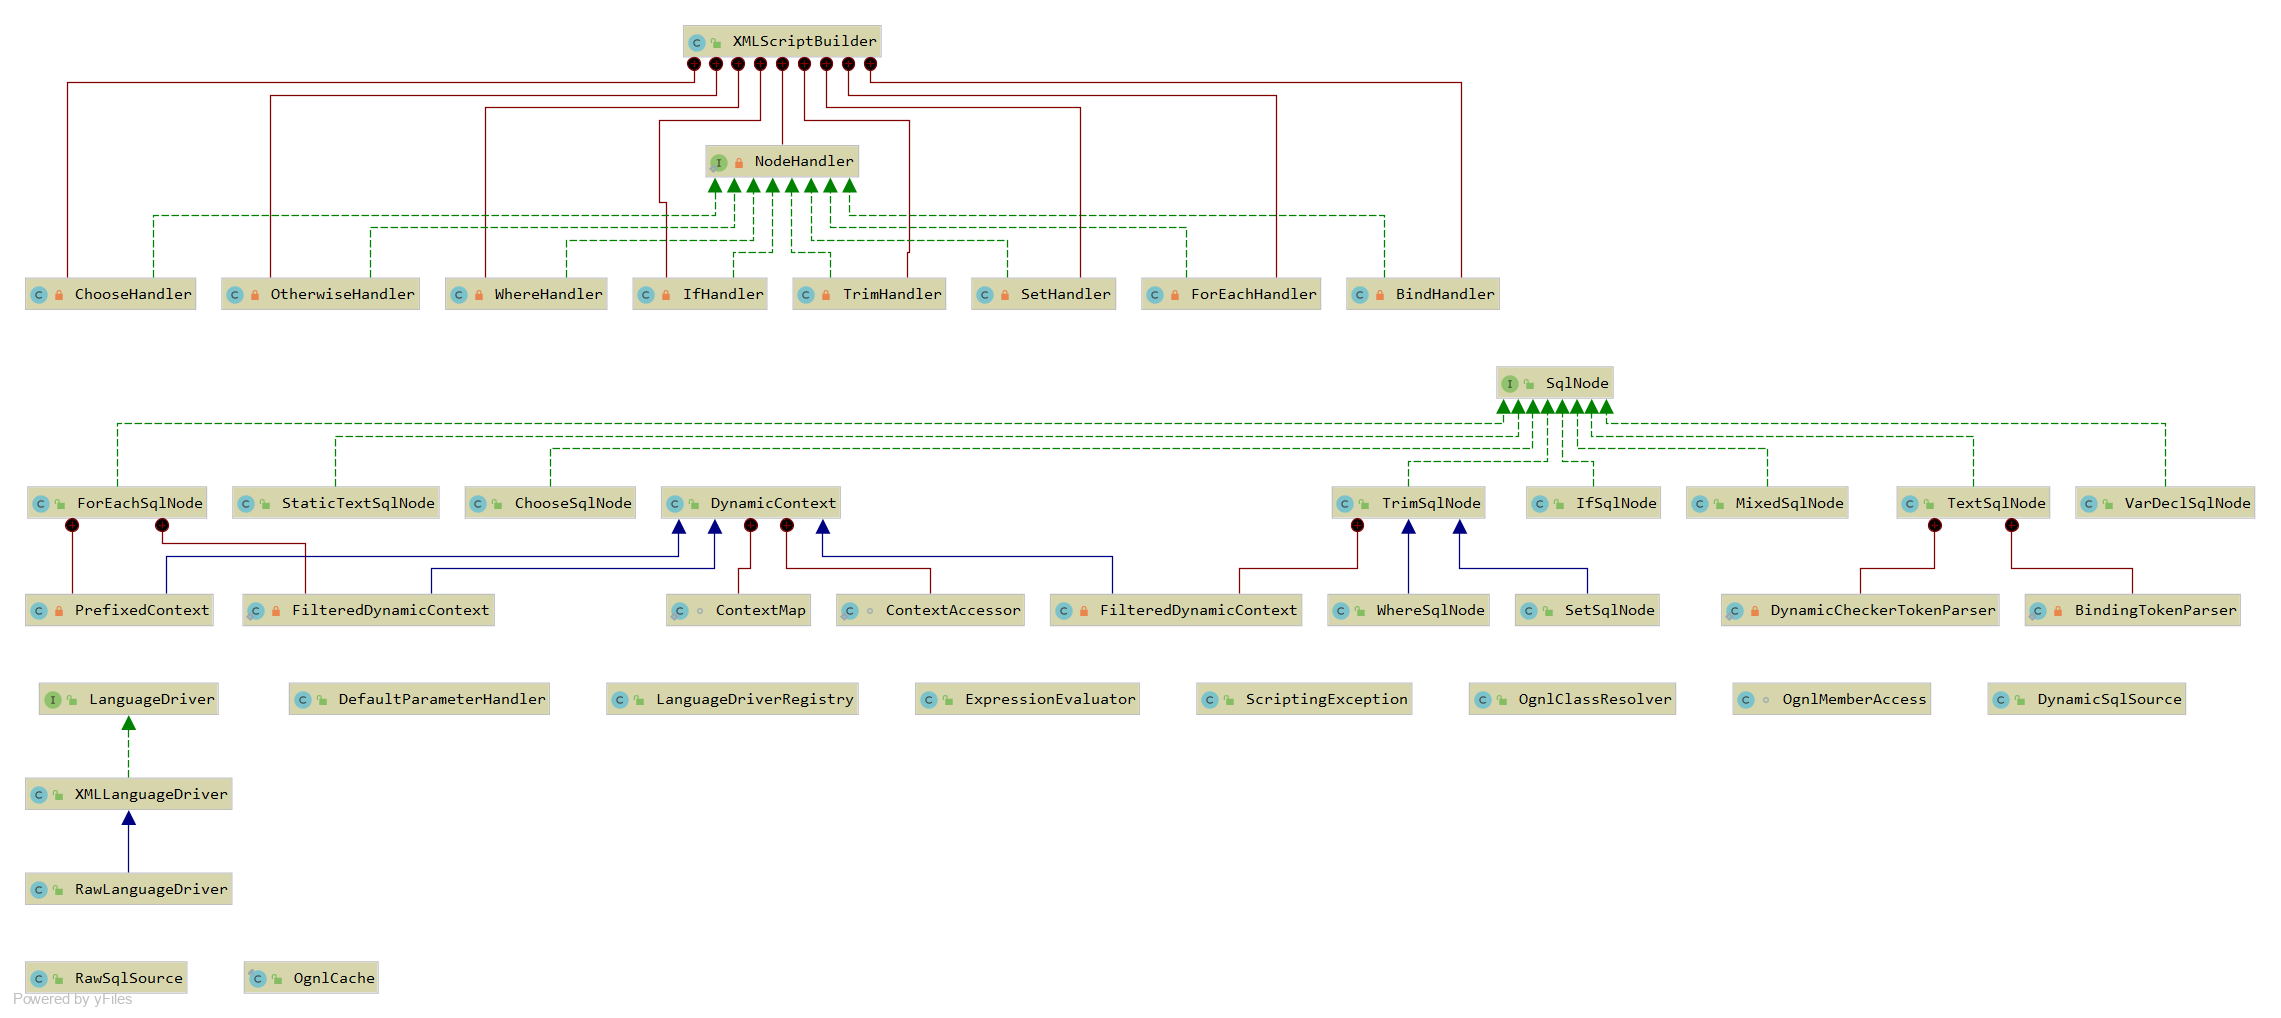 XMLScriptBuilder
NodeHandler
ChooseHandler
OtherwiseHandler
WhereHandler
IfHandler
TrimHandler
SetHandler
ForEachHandler
BindHandler
SqlNode
ForEachSqlNode
StaticTextSqlNode
ChooseSqlNode
DynamicContext
TrimSqlNode
IfSqlNode
MixedSqlNode
TextSqlNode
VarDeclSqlNode
PrefixedContext
FilteredDynamicContext
ContextMap
ContextAccessor
FilteredDynamicContext
WhereSqlNode
SetSqlNode
DynamicCheckerTokenParser
BindingTokenParser
LanguageDriver
DefaultParameterHandler
LanguageDriverRegistry
ExpressionEvaluator
ScriptingException
OgnlClassResolver
OgnlMemberAccess
DynamicSqlSource
XMLLanguageDriver
RawLanguageDriver
RawSqlSource
OgnlCache
Powered by yFiles